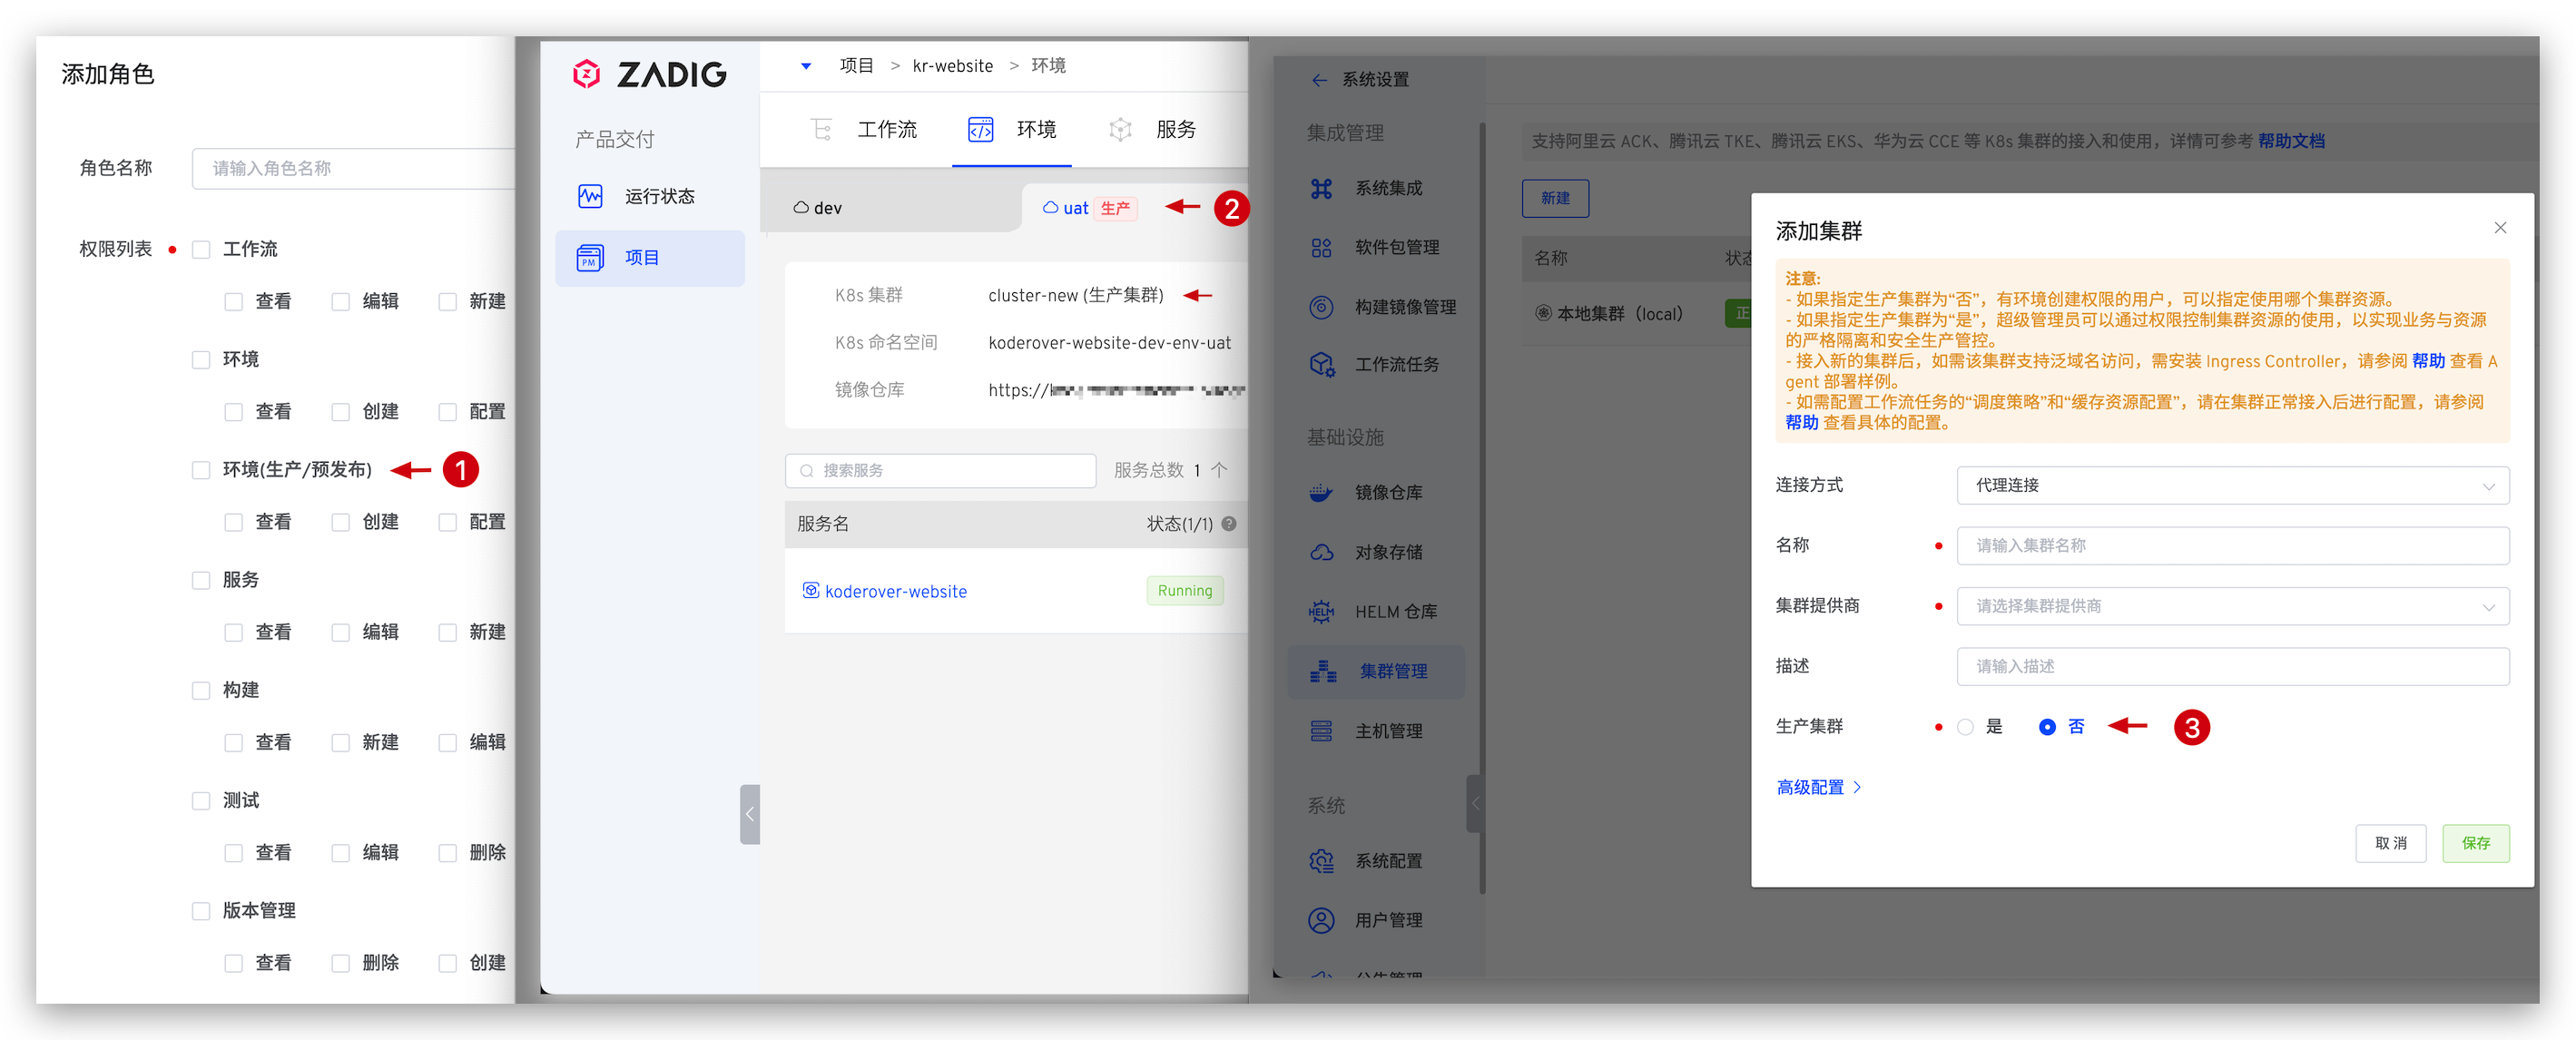 添加角色
角色名称
请输入角色名称
权限列表
工作流
查看 编辑 新建
环境
查看 创建 配置
环境(生产/预发布)
1
查看 创建 配置
服务
查看 编辑 新建
构建
查看 新建 编辑
测试
查看 编辑 删除
版本管理
查看 删除 创建
ZADIG
产品交付
运行状态
PM 项目
项目 > kr-website > 环境
工作流 环境 服务
dev
uat 生产
2
K8s 集群 cluster-new (生产集群)
K8s 命名空间 koderover-website-dev-env-uat
镜像仓库 https://
搜索服务
服务总数 1 个
服务名 状态(1/1) ?
koderover-website Running
系统设置
集成管理
系统集成
软件包管理
构建镜像管理
工作流任务
基础设施
镜像仓库
对象存储
HELM HELM 仓库
集群管理
主机管理
系统
系统配置
用户管理
支持阿里云 ACK、腾讯云 TKE、腾讯云 EKS、华为云 CCE 等 K8s 集群的接入和使用，详情可参考 帮助文档
新建
名称 状态
本地集群（local） 正
添加集群
注意:
- 如果指定生产集群为“否”，有环境创建权限的用户，可以指定使用哪个集群资源。
- 如果指定生产集群为“是”，超级管理员可以通过权限控制集群资源的使用，以实现业务与资源
的严格隔离和安全生产管控。
- 接入新的集群后，如需该集群支持泛域名访问，需安装 Ingress Controller，请参阅 帮助 查看 A
gent 部署样例。
- 如需配置工作流任务的“调度策略”和“缓存资源配置”，请在集群正常接入后进行配置，请参阅
帮助 查看具体的配置。
连接方式 代理连接
名称 请输入集群名称
集群提供商 请选择集群提供商
描述 请输入描述
生产集群 是 否
3
高级配置
取 消 保存